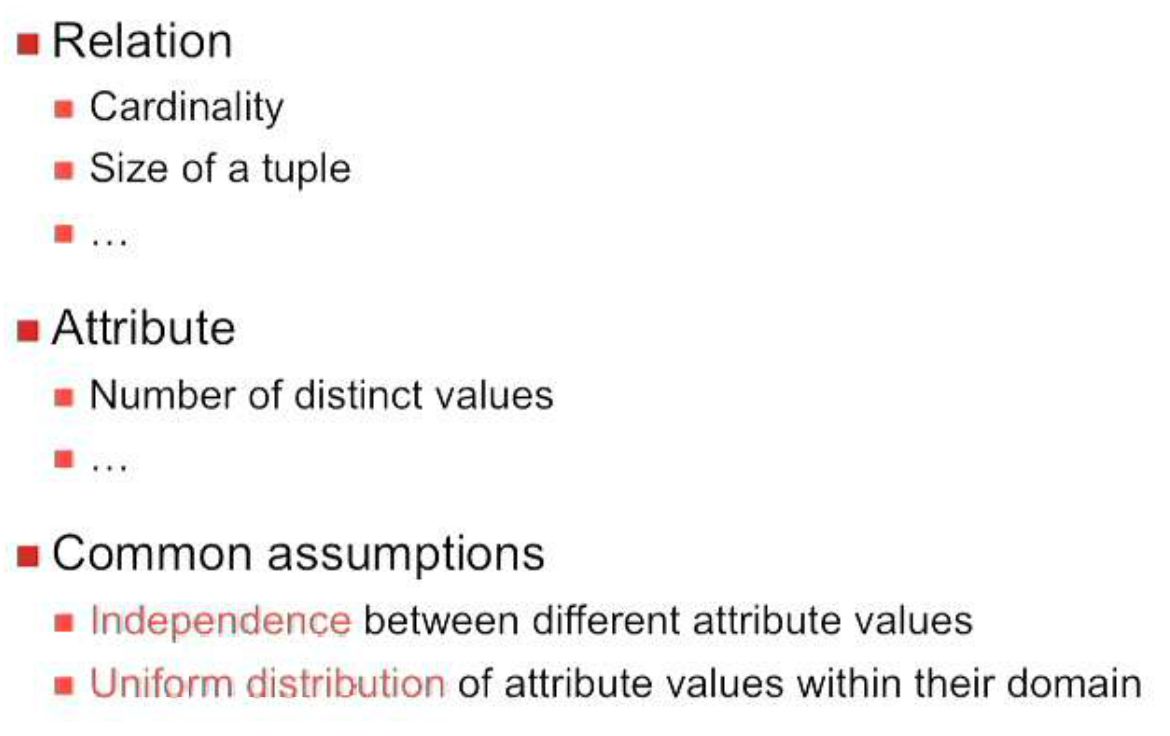 Relation
Cardinality
Size of a tuple
...
Attribute
Number of distinct values
...
Common assumptions
Independence between different attribute values
Uniform distribution of attribute values within their domain